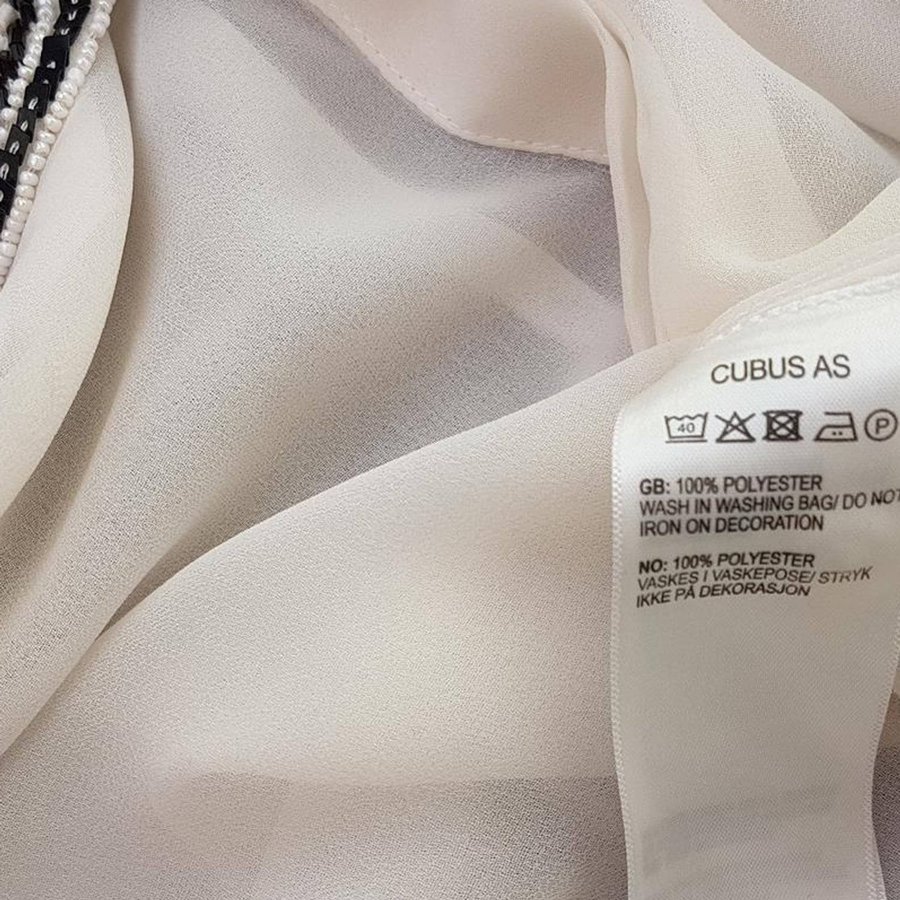 CUBUS AS
40 P
GB: 100% POLYESTER
WASH IN WASHING BAG/ DO NOT
IRON ON DECORATION
NO: 100% POLYESTER
VASKES I VASKEPOSE/ STRYK
IKKE PÅ DEKORASJON